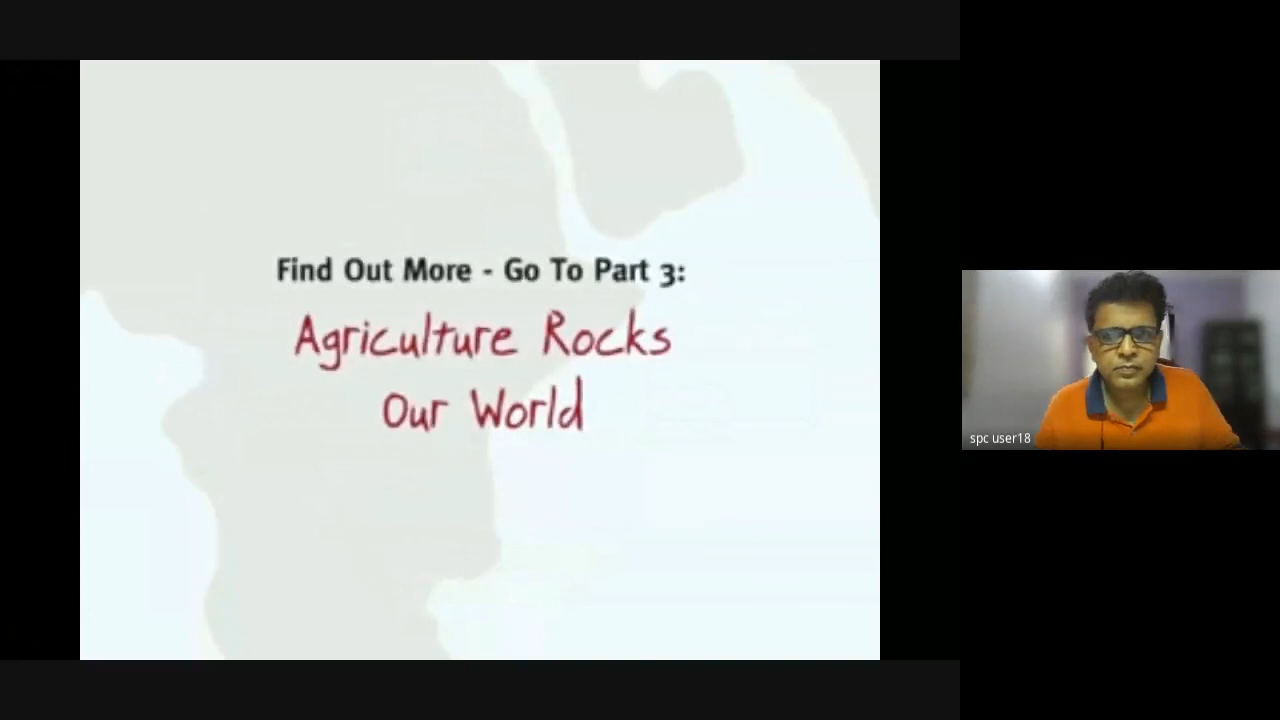 Find Out More - Go To Part 3:
Agriculture Rocks
Our World
spc user18